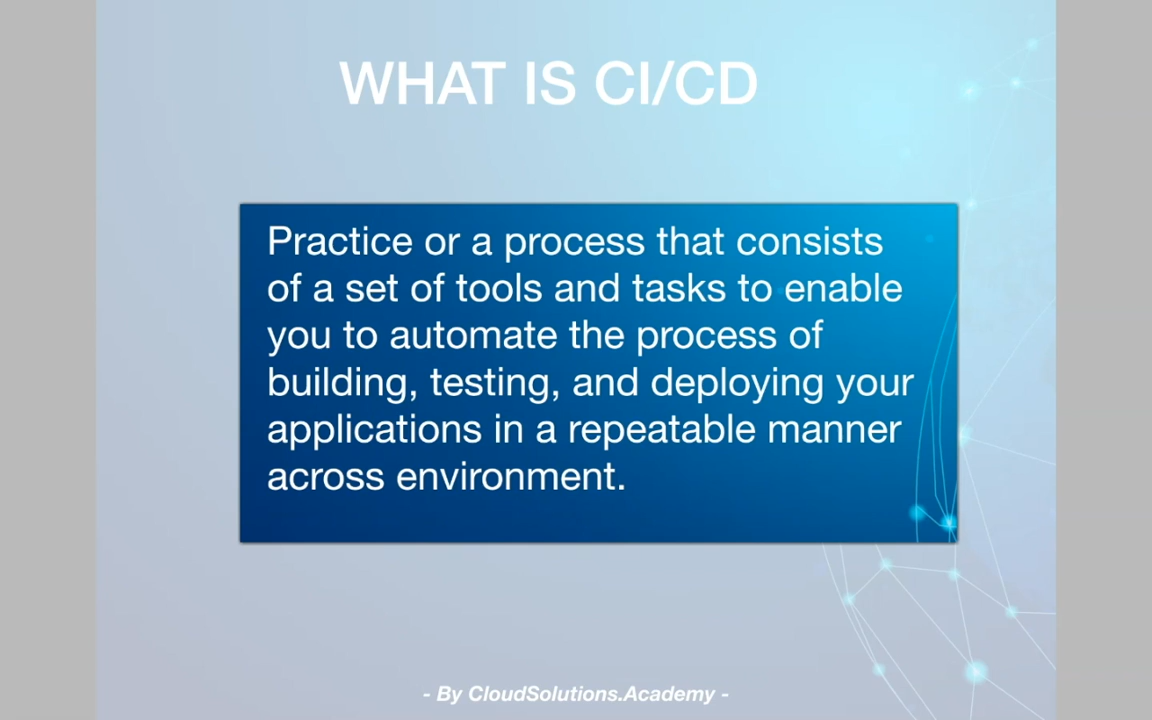 WHAT IS CI/CD
Practice or a process that consists
of a set of tools and tasks to enable
you to automate the process of
building, testing, and deploying your
applications in a repeatable manner
across environment.
- By CloudSolutions.Academy -